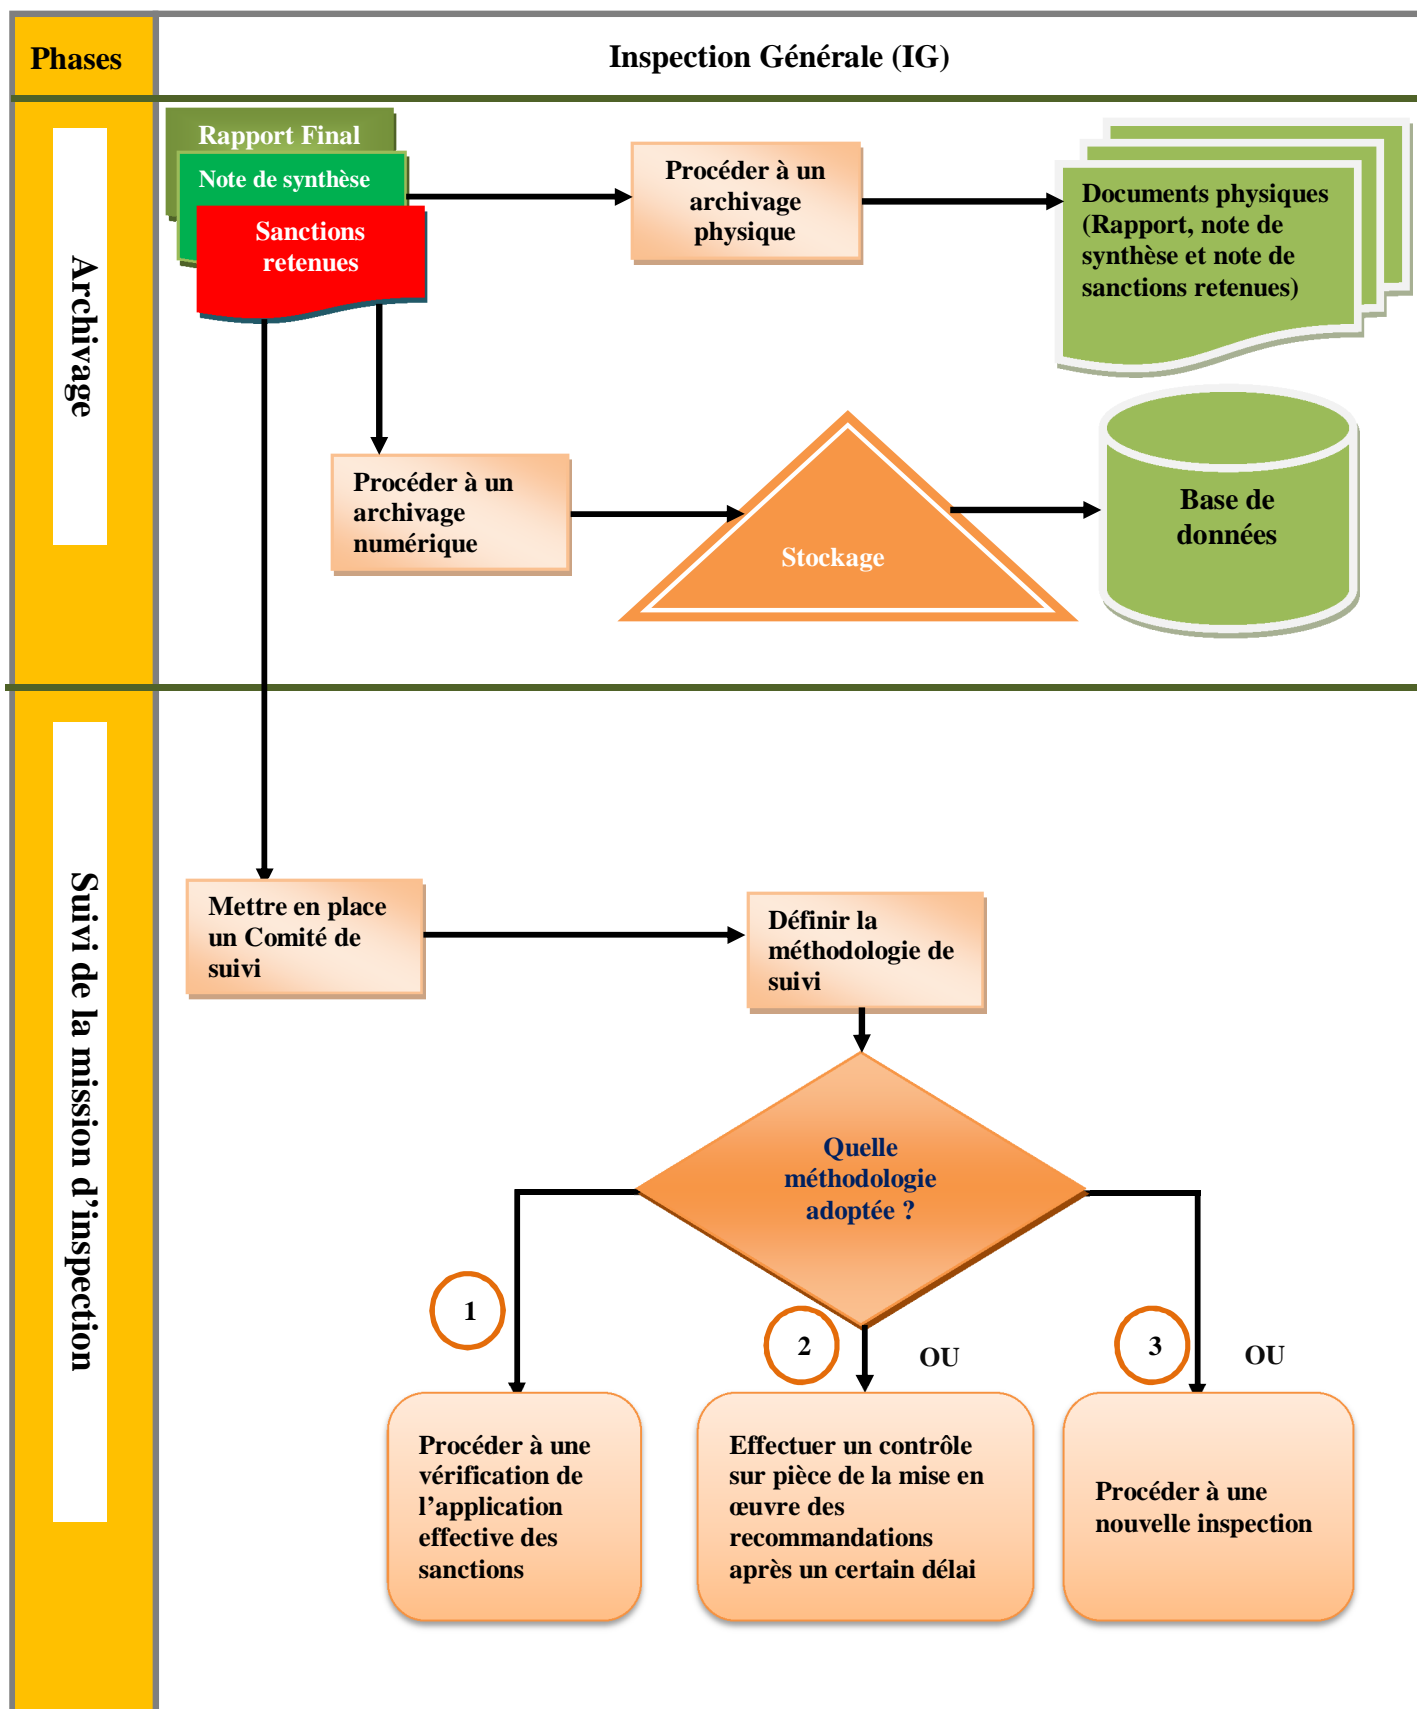 Phases
Inspection Générale (IG)
Archivage
Rapport Final
Note de synthèse
Sanctions
retenues
Procéder à un
archivage
physique
Documents physiques
(Rapport, note de
synthèse et note de
sanctions retenues)
Procéder à un
archivage
numérique
Stockage
Base de
données
Suivi de la mission d’inspection
Mettre en place
un Comité de
suivi
Définir la
méthodologie de
suivi
Quelle
méthodologie
adoptée ?
1
2
OU
3
OU
Procéder à une
vérification de
l’application
effective des
sanctions
Effectuer un contrôle
sur pièce de la mise en
œuvre des
recommandations
après un certain délai
Procéder à une
nouvelle inspection